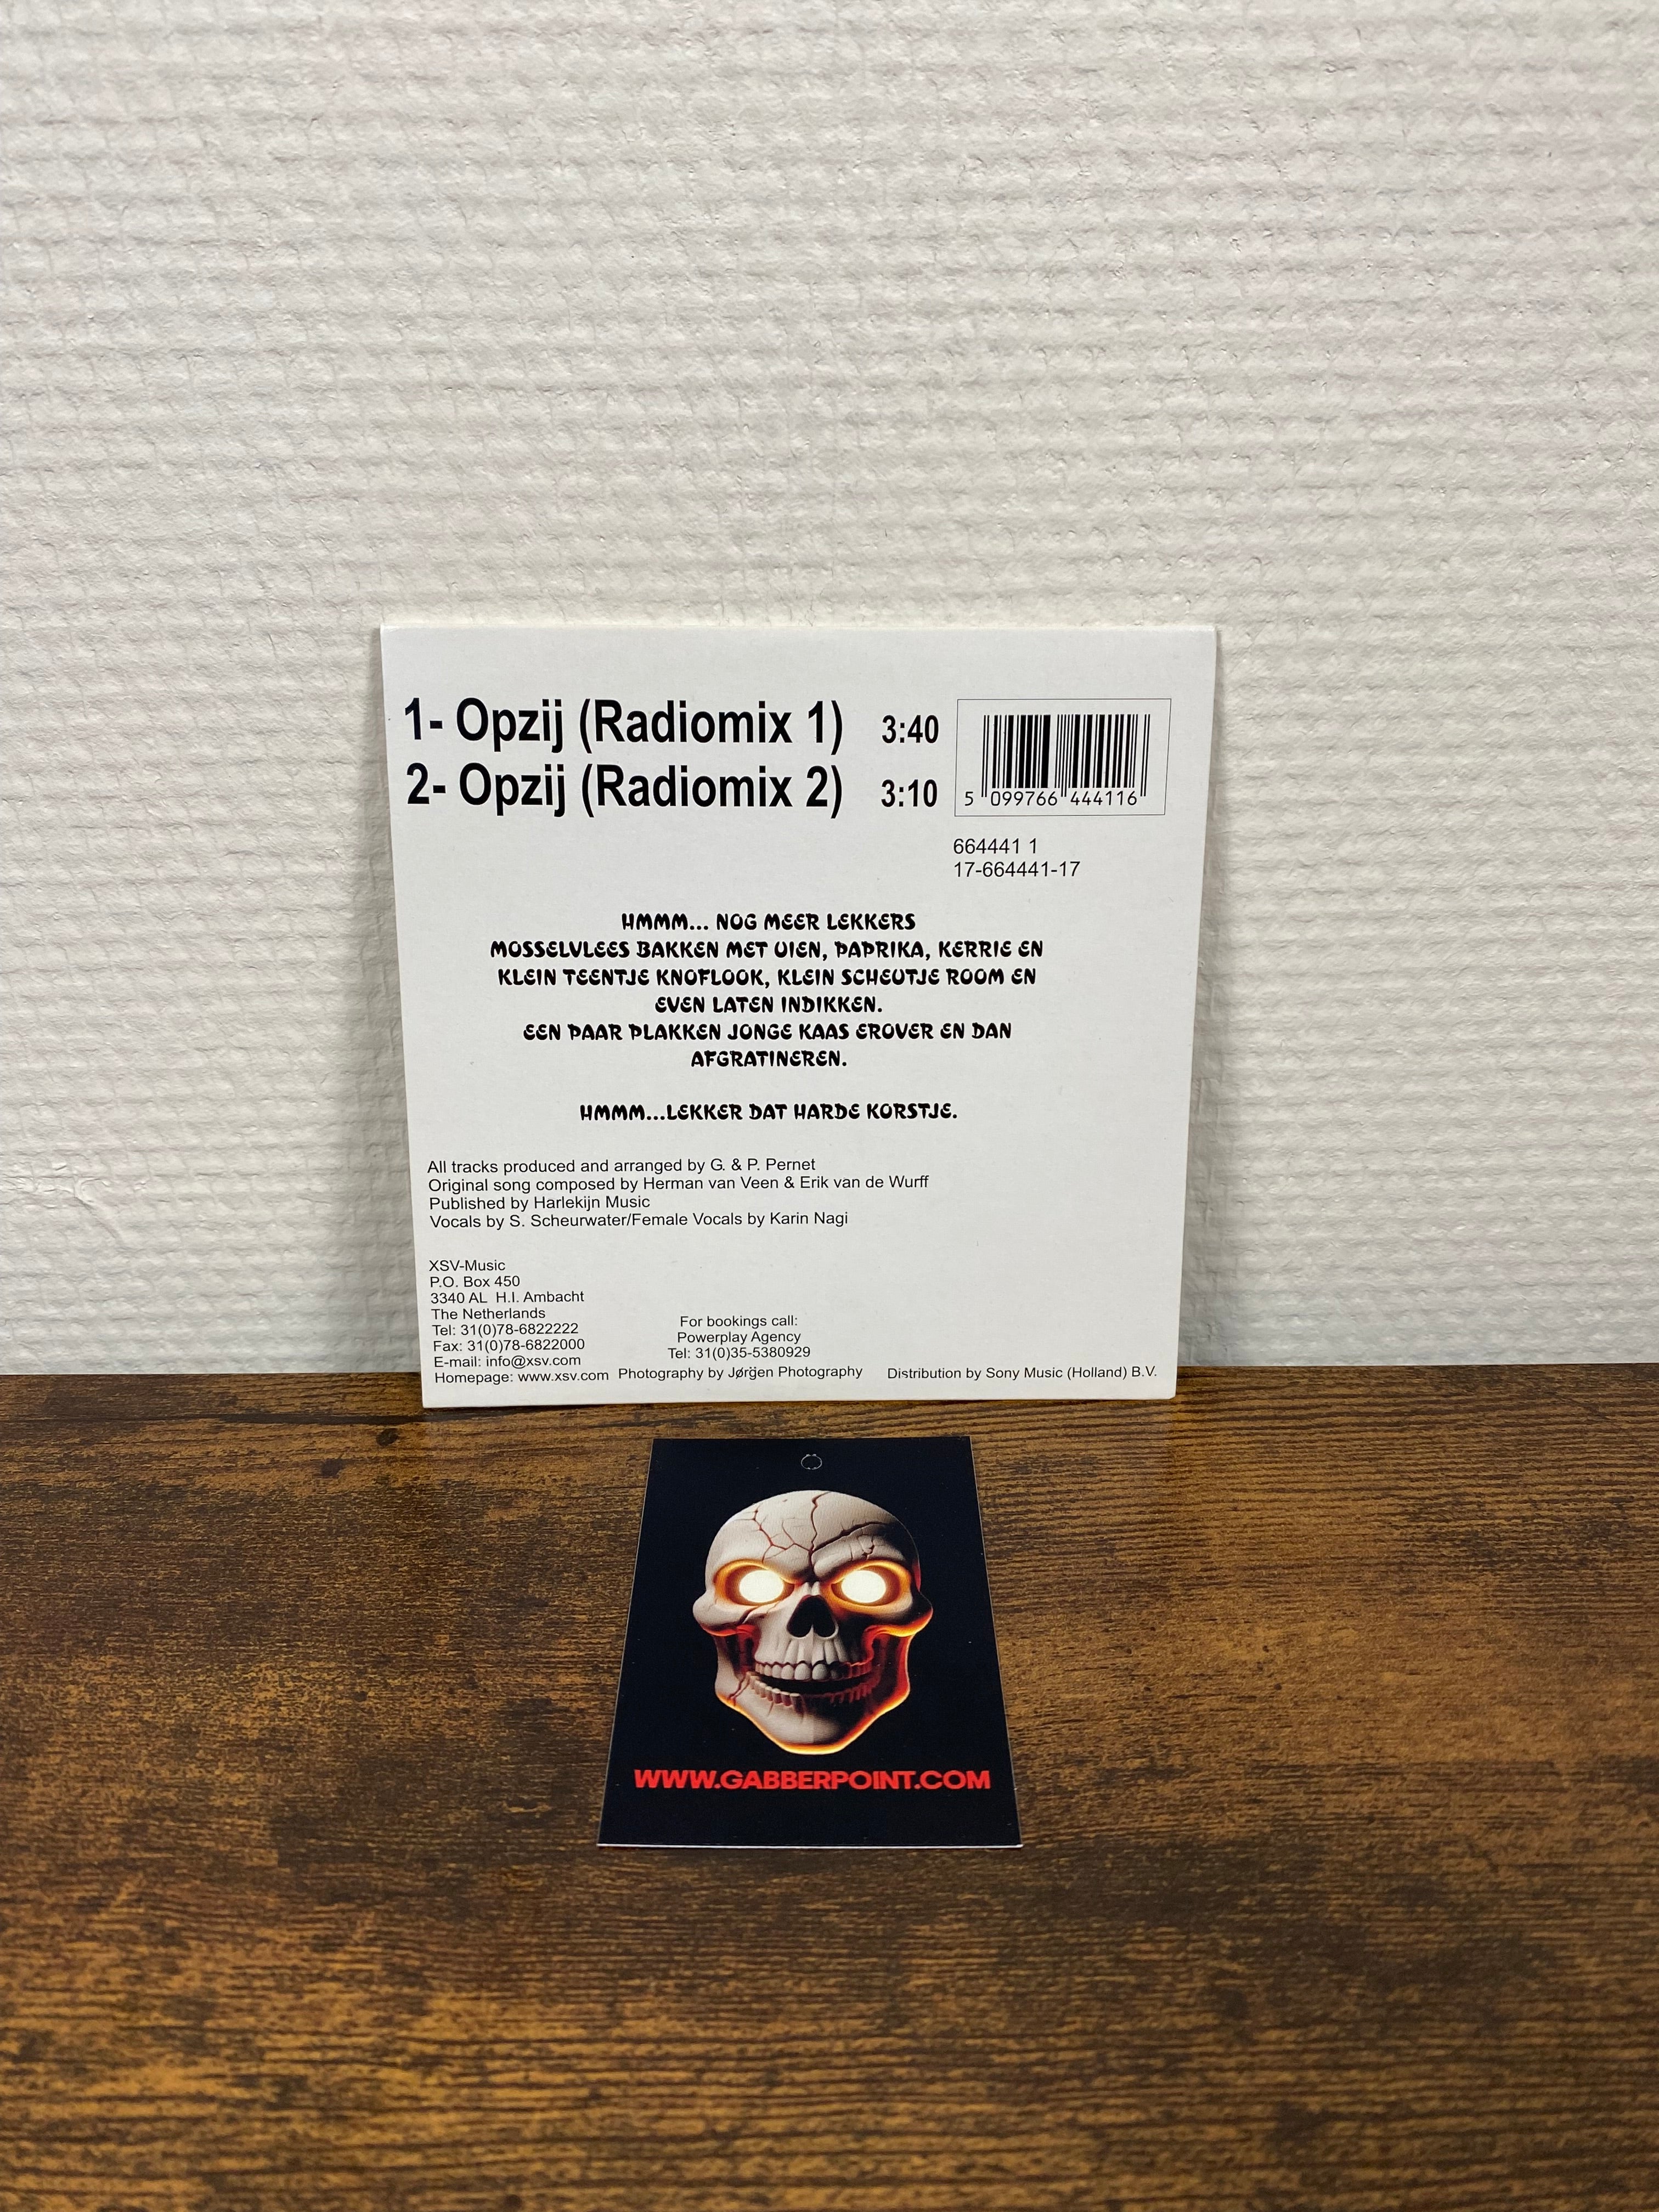 1- Opzij (Radiomix 1) 3:40
2- Opzij (Radiomix 2) 3:10
5 099766 444116
664441 1
17-664441-17
HMMM... NOG MEER LEKKERS
MOSSELVLEES BAKKEN MET UIEN, PAPRIKA, KERRIE EN
KLEIN TEENTJE KNOFLOOK, KLEIN SCHEUTJE ROOM EN
EVEN LATEN INDIKKEN.
EEN PAAR PLAKKEN JONGE KAAS EROVER EN DAN
AFGRATINEREN.
HMMM...LEKKER DAT HARDE KORSTJE.
All tracks produced and arranged by G. & P. Pernet
Original song composed by Herman van Veen & Erik van de Wurff
Published by Harlekijn Music
Vocals by S. Scheurwater/Female Vocals by Karin Nagi
XSV-Music
P.O. Box 450
3340 AL H.I. Ambacht
The Netherlands
Tel: 31(0)78-6822222
Fax: 31(0)78-6822000
E-mail: info@xsv.com
Homepage: www.xsv.com
For bookings call:
Powerplay Agency
Tel: 31(0)35-5380929
Photography by Jørgen Photography
Distribution by Sony Music (Holland) B.V.
WWW.GABBERPOINT.COM